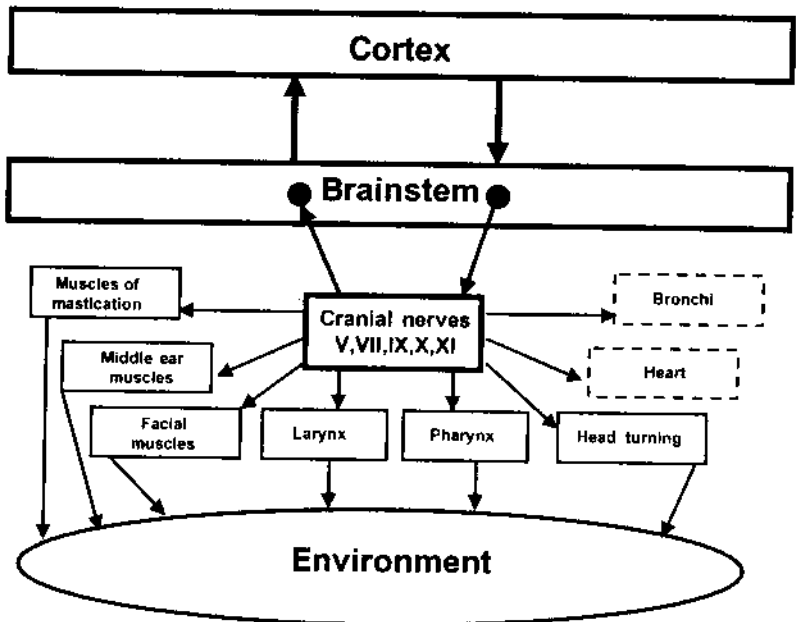 Cortex
Brainstem
Muscles of
mastication
Cranial nerves
V,VII,IX,X,XI
Bronchi
Middle ear
muscles
Heart
Facial
muscles
Larynx
Pharynx
Head turning
Environment